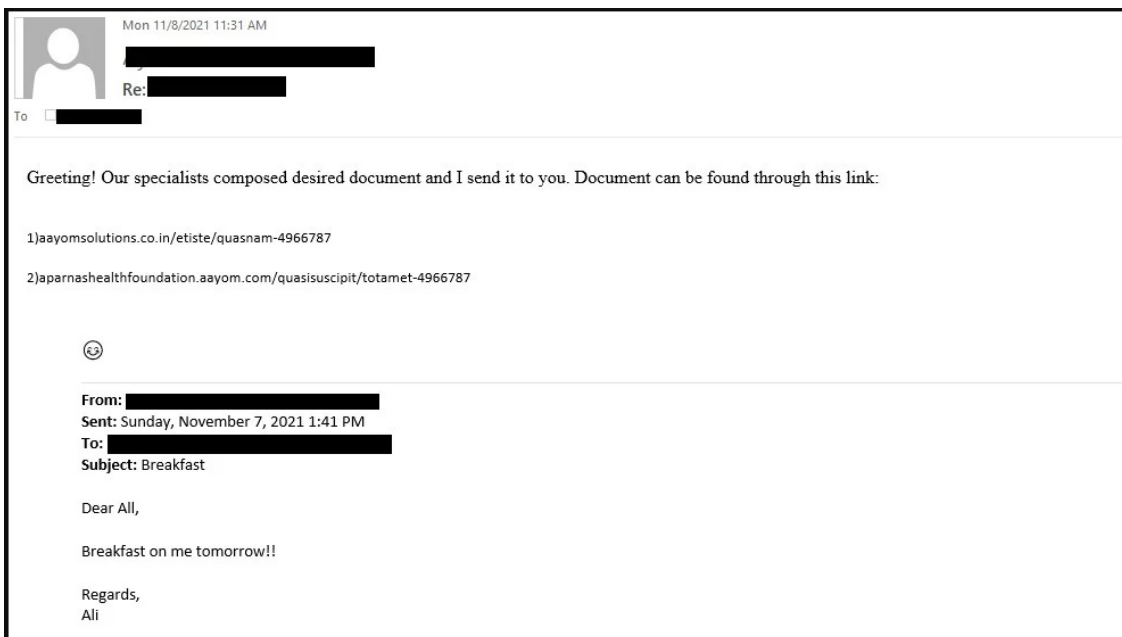 Mon 11/8/2021 11:31 AM
Re:
To
Greeting! Our specialists composed desired document and I send it to you. Document can be found through this link:
1)aayomsolutions.co.in/etiste/quasnam-4966787
2)aparnashealthfoundation.aayom.com/quasisuscipit/totamet-4966787
From:
Sent: Sunday, November 7, 2021 1:41 PM
To:
Subject: Breakfast
Dear All,
Breakfast on me tomorrow!!
Regards,
Ali